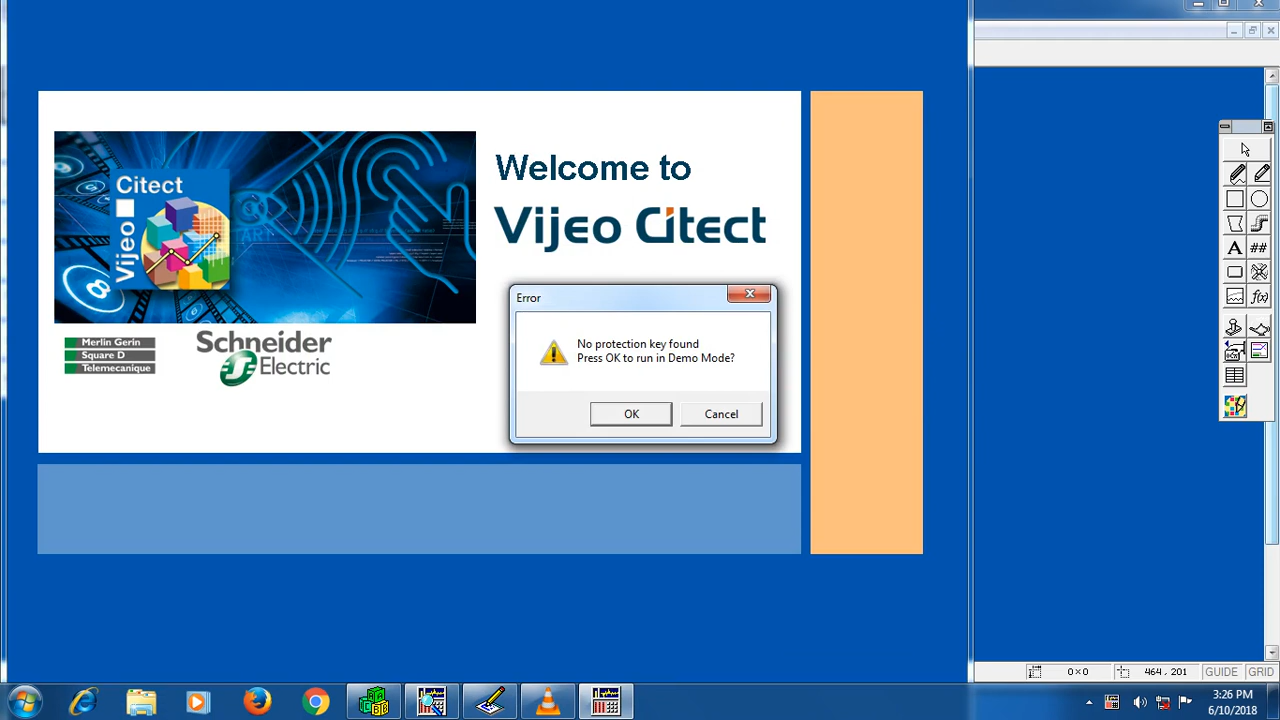 Citect
Vijeo
Welcome to
Vijeo Citect
Merlin Gerin
Square D
Telemecanique
Schneider
Electric
Error
No protection key found
Press OK to run in Demo Mode?
OK
Cancel
A
##
f(x)
0×0
464 . 201
GUIDE
GRID
3:26 PM
6/10/2018